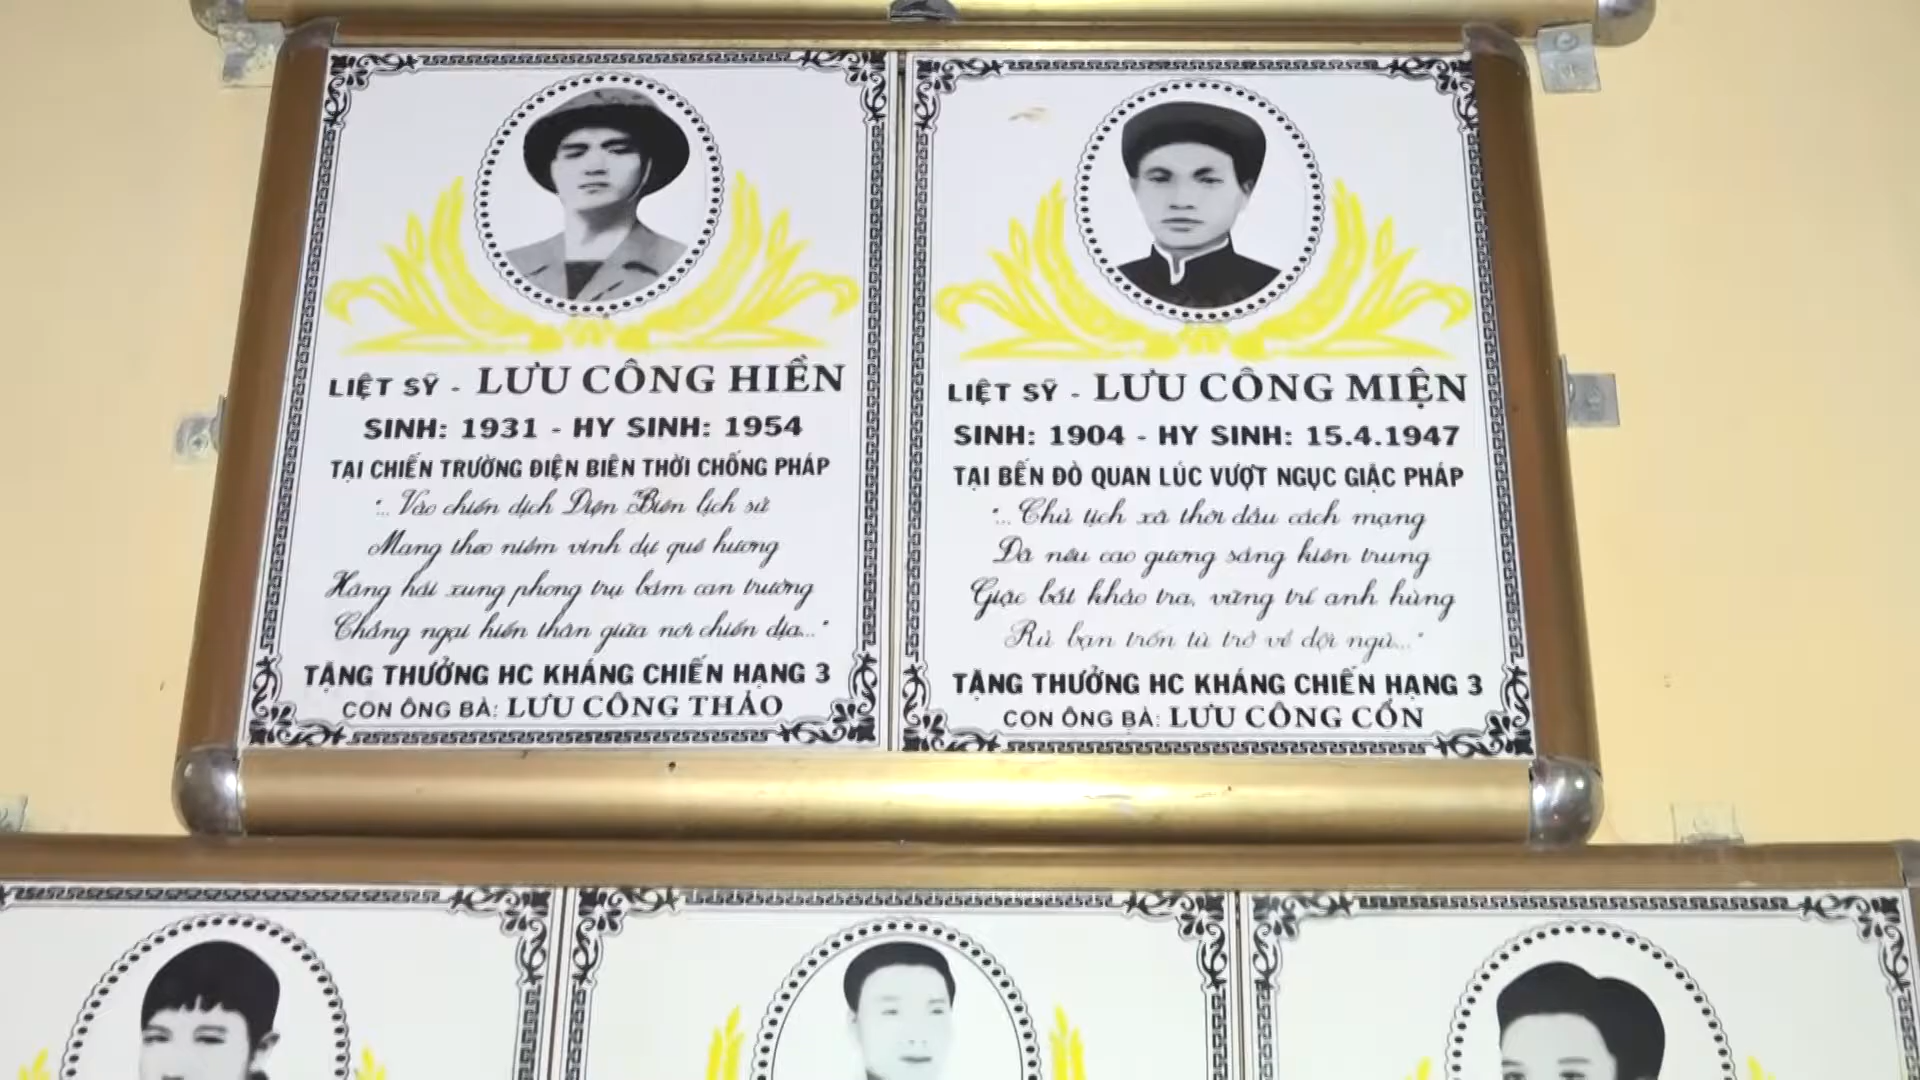 LIỆT SỸ - LƯU CÔNG HIỀN
SINH: 1931 - HY SINH: 1954
TẠI CHIẾN TRƯỜNG ĐIỆN BIÊN THỜI CHỐNG PHÁP
"... Vào chiến dịch Điện Biên lịch sử
Mang theo niềm vinh dự quê hương
Hăng hái xung phong trụ bám can trường
Chẳng ngại hiến thân giữa nơi chiến địa..."
TẶNG THƯỞNG HC KHÁNG CHIẾN HẠNG 3
CON ÔNG BÀ: LƯU CÔNG THẢO
LIỆT SỸ - LƯU CÔNG MIỆN
SINH: 1904 - HY SINH: 15.4.1947
TẠI BẾN ĐÒ QUAN LÚC VƯỢT NGỤC GIẶC PHÁP
"... Chủ tịch xã thời đầu cách mạng
Đã nêu cao gương sáng kiên trung
Giặc bắt khảo tra, vững trí anh hùng
Rủ bạn trốn tù trở về đội ngũ..."
TẶNG THƯỞNG HC KHÁNG CHIẾN HẠNG 3
CON ÔNG BÀ: LƯU CÔNG CỔN